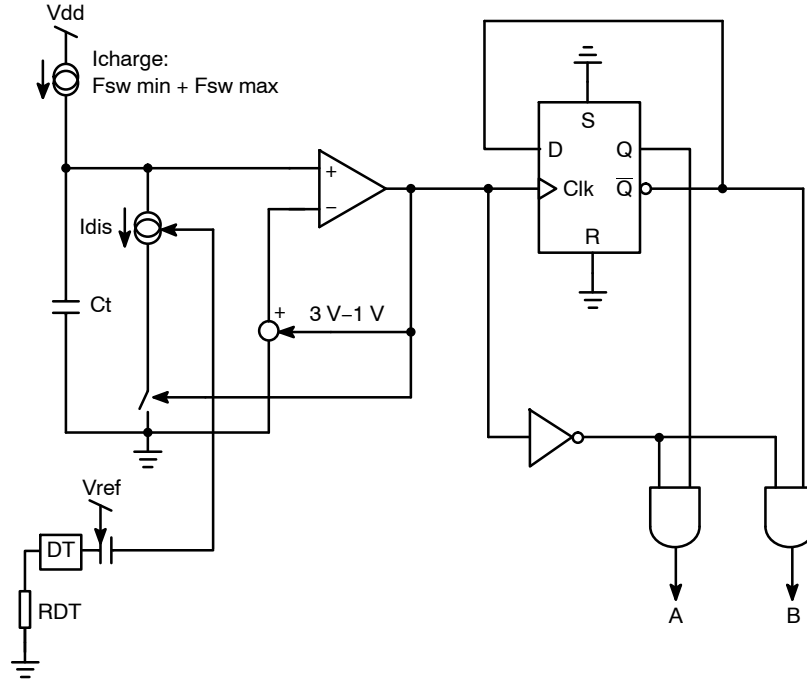 Vdd
Icharge:
Fsw min + Fsw max
S
D
Q
+
Clk
Q
−
Idis
R
Ct
+
3 V−1 V
Vref
DT
RDT
A
B